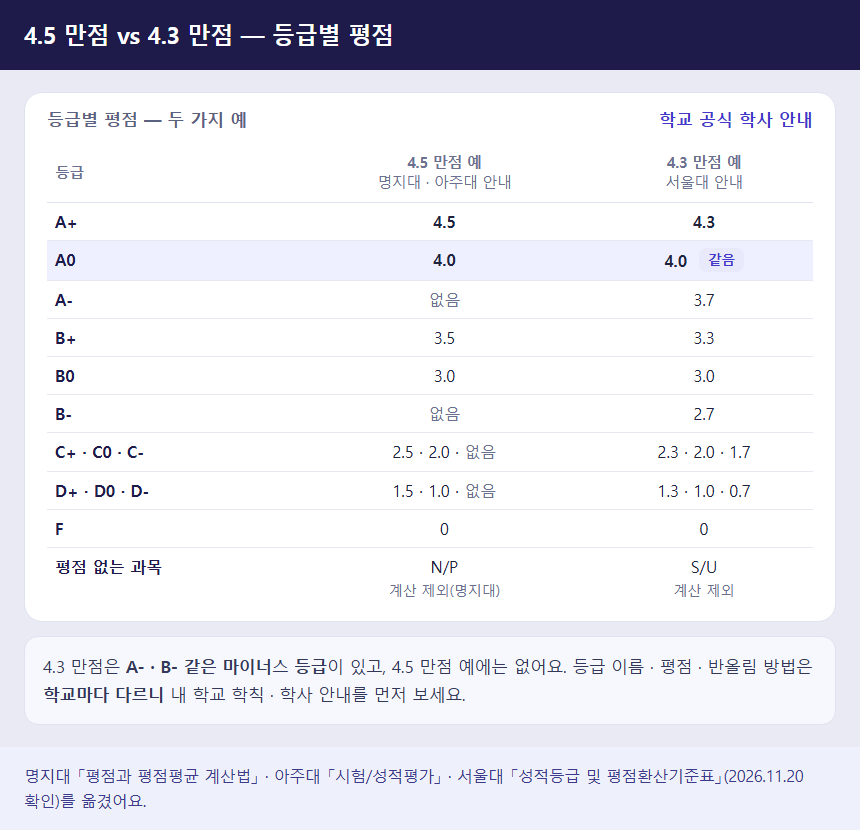 4.5 만점 vs 4.3 만점 — 등급별 평점
등급별 평점 — 두 가지 예
학교 공식 학사 안내
등급
4.5 만점 예
명지대 · 아주대 안내
4.3 만점 예
서울대 안내
A+ 4.5 4.3
A0 4.0 4.0 같음
A- 없음 3.7
B+ 3.5 3.3
B0 3.0 3.0
B- 없음 2.7
C+ · C0 · C- 2.5 · 2.0 · 없음 2.3 · 2.0 · 1.7
D+ · D0 · D- 1.5 · 1.0 · 없음 1.3 · 1.0 · 0.7
F 0 0
평점 없는 과목 N/P S/U
계산 제외(명지대) 계산 제외
4.3 만점은 A- · B- 같은 마이너스 등급이 있고, 4.5 만점 예에는 없어요. 등급 이름 · 평점 · 반올림 방법은
학교마다 다르니 내 학교 학칙 · 학사 안내를 먼저 보세요.
명지대 「평점과 평점평균 계산법」 · 아주대 「시험/성적평가」 · 서울대 「성적등급 및 평점환산기준표」(2026.11.20
확인)를 옮겼어요.